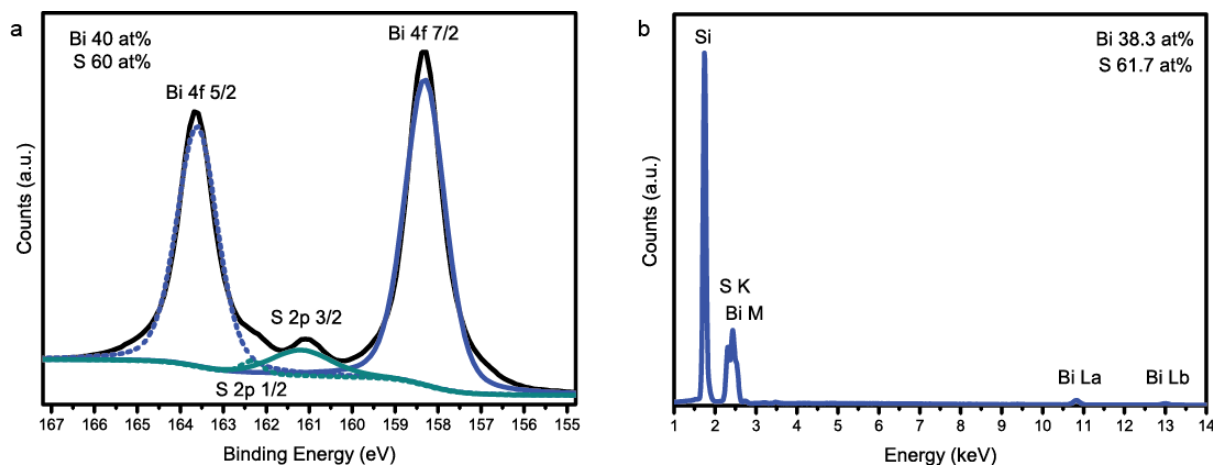 a
Bi 40 at%
S 60 at%
Bi 4f 5/2
Bi 4f 7/2
S 2p 3/2
S 2p 1/2
Counts (a.u.)
167 166 165 164 163 162 161 160 159 158 157 156 155
Binding Energy (eV)
b
Si
Bi 38.3 at%
S 61.7 at%
S K
Bi M
Bi La
Bi Lb
Counts (a.u.)
1 2 3 4 5 6 7 8 9 10 11 12 13 14
Energy (keV)